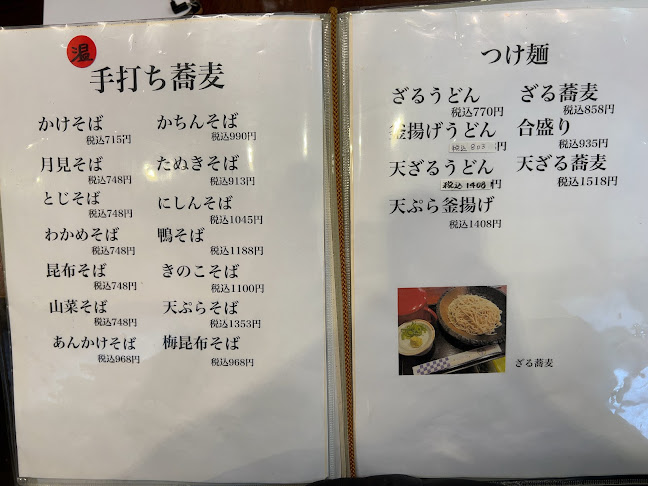 温
手打ち蕎麦
かけそば
税込715円
月見そば
税込748円
とじそば
税込748円
わかめそば
税込748円
昆布そば
税込748円
山菜そば
税込748円
あんかけそば
税込968円
かちんそば
税込990円
たぬきそば
税込913円
にしんそば
税込1045円
鴨そば
税込1188円
きのこそば
税込1100円
天ぷらそば
税込1353円
梅昆布そば
税込968円
つけ麺
ざるうどん
税込770円
釜揚げうどん
税込 803 円
天ざるうどん
税込 1408 円
天ぷら釜揚げ
税込1408円
ざる蕎麦
税込858円
合盛り
税込935円
天ざる蕎麦
税込1518円
ざる蕎麦